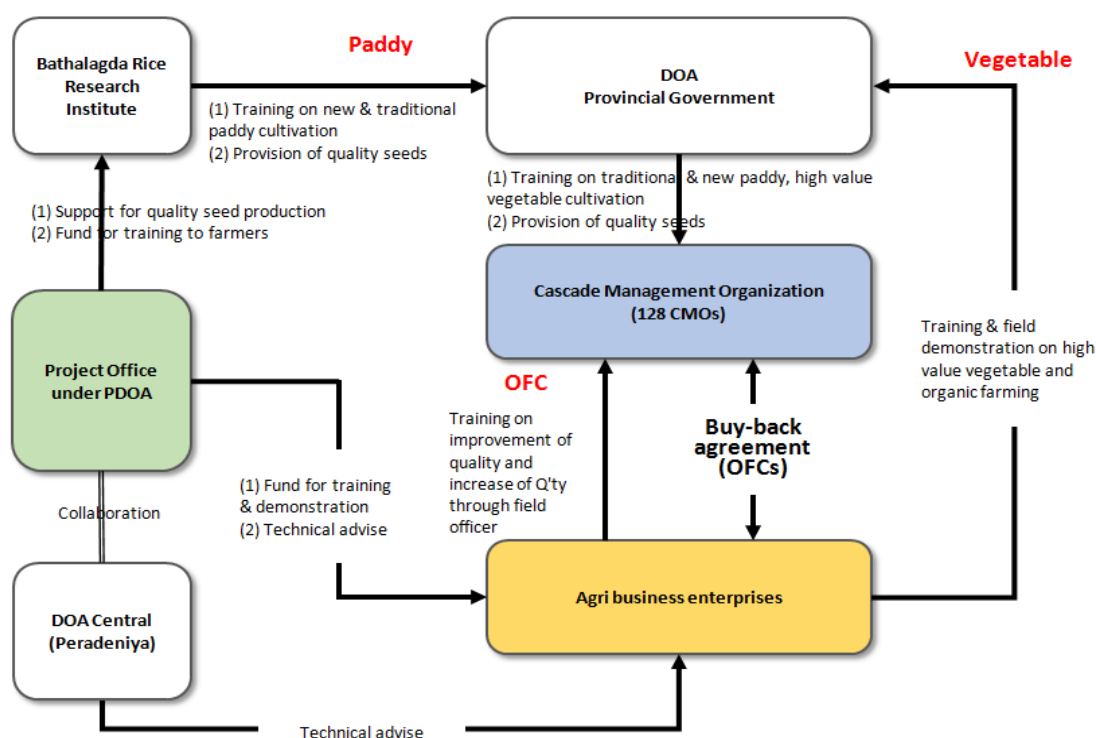 Paddy
Vegetable
Bathalagda Rice
Research
Institute
DOA
Provincial Government
(1) Training on new & traditional
paddy cultivation
(2) Provision of quality seeds
(1) Training on traditional & new paddy, high value
vegetable cultivation
(2) Provision of quality seeds
(1) Support for quality seed production
(2) Fund for training to farmers
Cascade Management Organization
(128 CMOs)
Project Office
under PDOA
Training & field
demonstration on high
value vegetable and
organic farming
OFC
Training on
improvement of
quality and
increase of Q'ty
through field
officer
Buy-back
agreement
(OFCs)
(1) Fund for training
& demonstration
(2) Technical advise
Collaboration
DOA Central
(Peradeniya)
Agri business enterprises
Technical advise